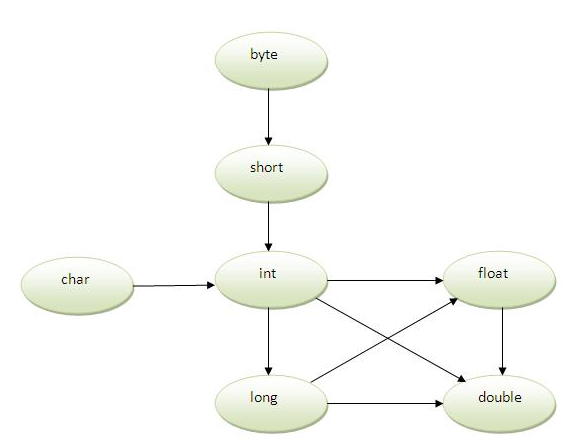 byte
short
char
int
float
long
double